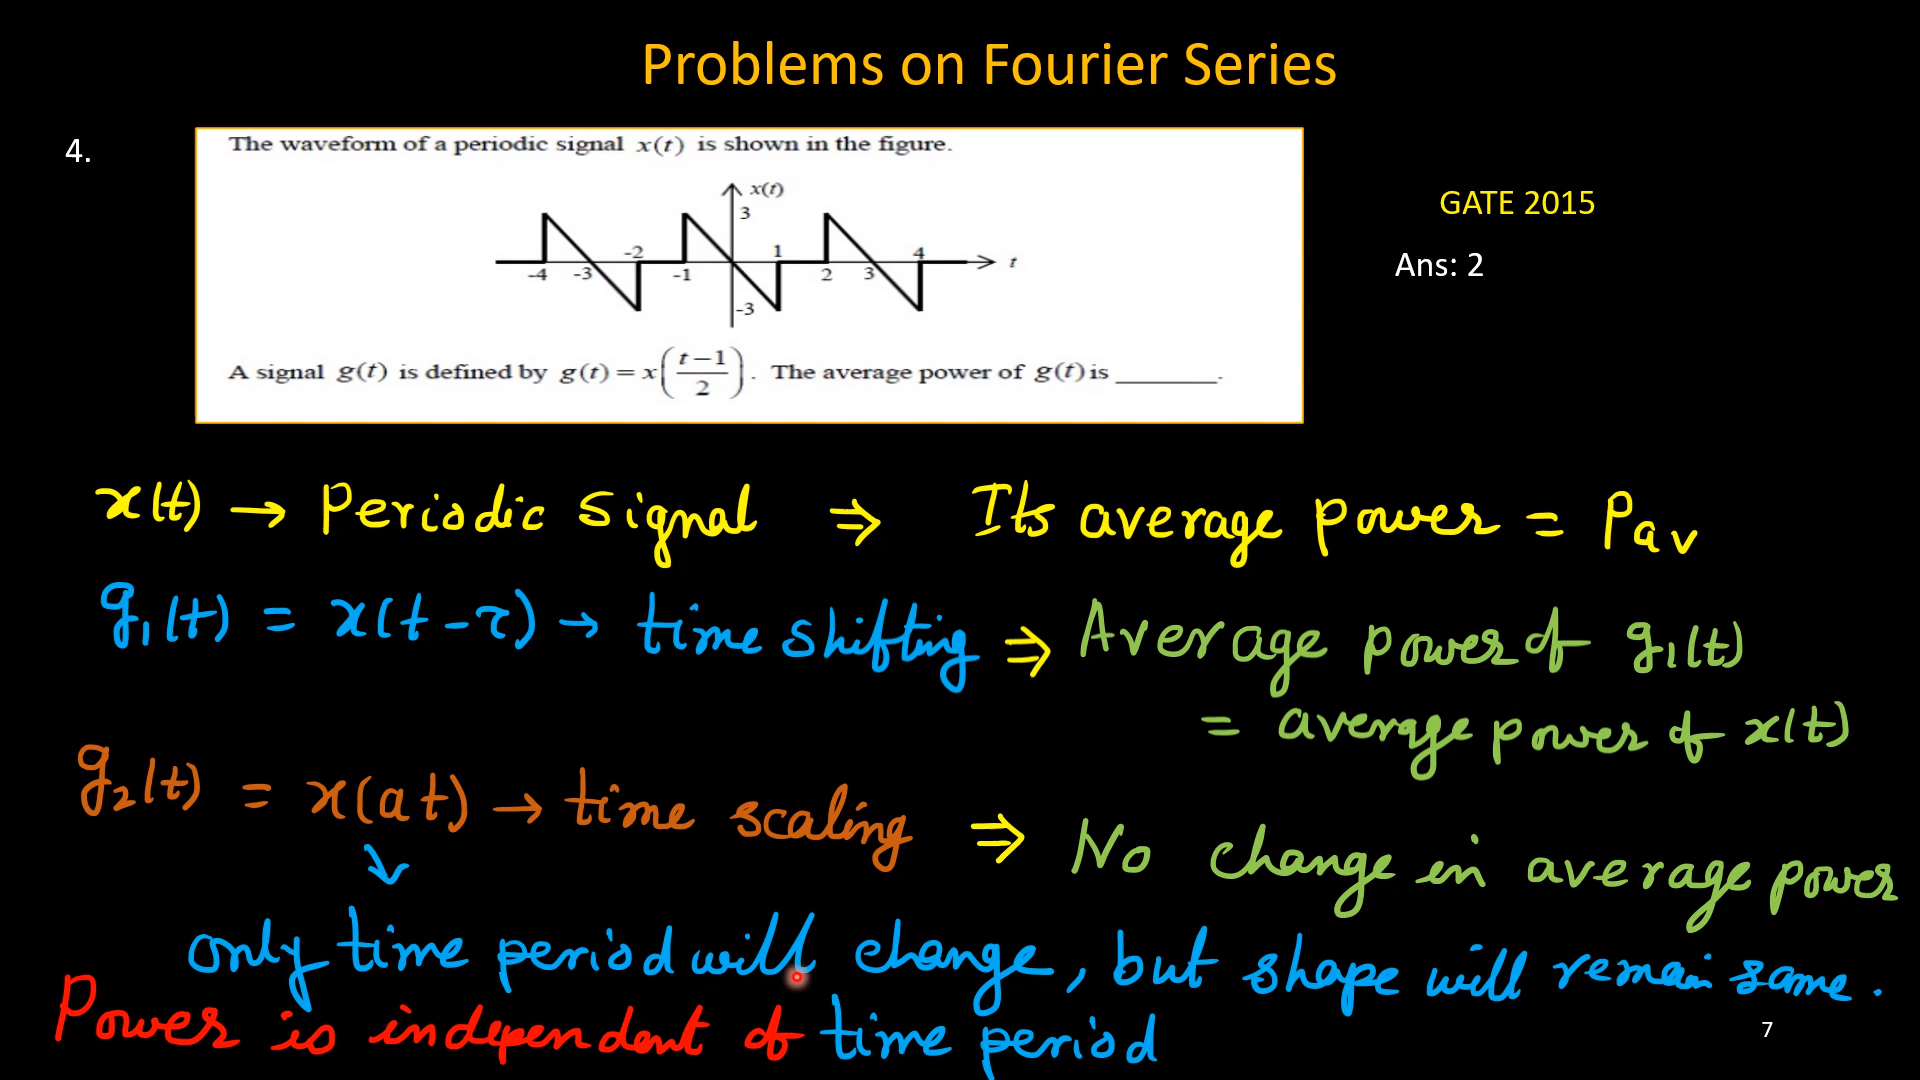 Problems on Fourier Series
4.
The waveform of a periodic signal x(t) is shown in the figure.
x(t)
3
-2 1 4
-4 -3 -1 2 3 t
-3
A signal g(t) is defined by g(t) = x((t-1)/2). The average power of g(t) is ________.
GATE 2015
Ans: 2
x(t) → Periodic Signal ⇒ Its average power = Pav
g₁(t) = x(t-τ) → time shifting ⇒ Average power of g₁(t)
= average power of x(t)
g₂(t) = x(at) → time scaling ⇒ No change in average power
only time period will change, but shape will remain same.
Power is independent of time period
7